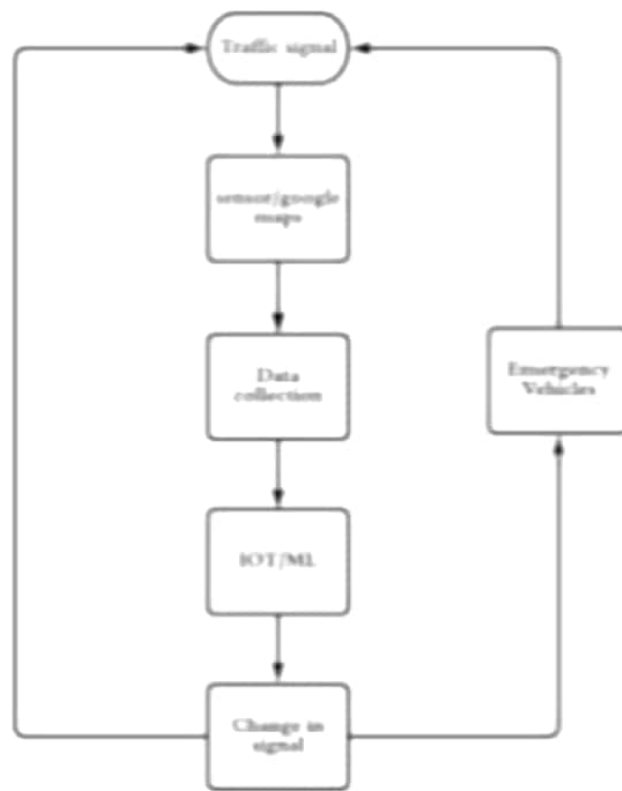 Traffic signal
sensor/google
maps
Data
collection
Emergency
Vehicles
IOT/ML
Change in
signal